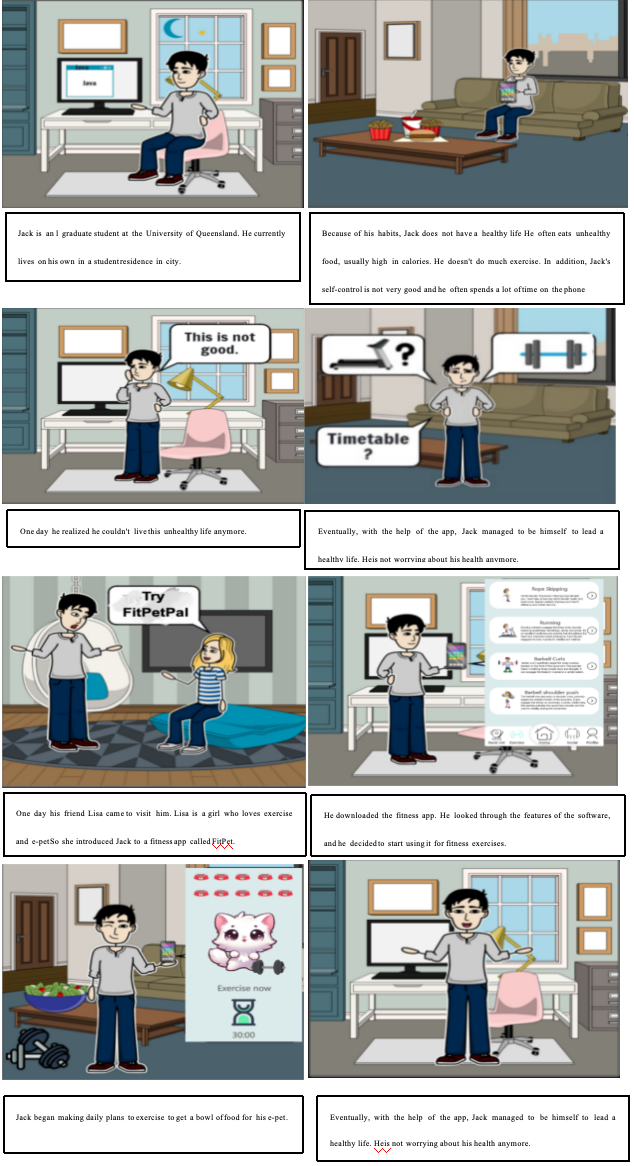 Java
Java
Jack is an l graduate student at the University of Queensland. He currently
lives on his own in a student residence in city.
Because of his habits, Jack does not have a healthy life He often eats unhealthy
food, usually high in calories. He doesn't do much exercise. In addition, Jack's
self-control is not very good and he often spends a lot of time on the phone
This is not
good.
?
Timetable
?
One day he realized he couldn't live this unhealthy life anymore.
Eventually, with the help of the app, Jack managed to be himself to lead a
healthy life. Heis not worrying about his health anymore.
Try
FitPetPal
Rope Skipping
Running
Barbell Curls
Barbell shoulder push
Profile
One day his friend Lisa came to visit him. Lisa is a girl who loves exercise
and e-petSo she introduced Jack to a fitness app called FitPet.
He downloaded the fitness app. He looked through the features of the software,
and he decided to start using it for fitness exercises.
Exercise now
30:00
Jack began making daily plans to exercise to get a bowl of food for his e-pet.
Eventually, with the help of the app, Jack managed to be himself to lead a
healthy life. Heis not worrying about his health anymore.